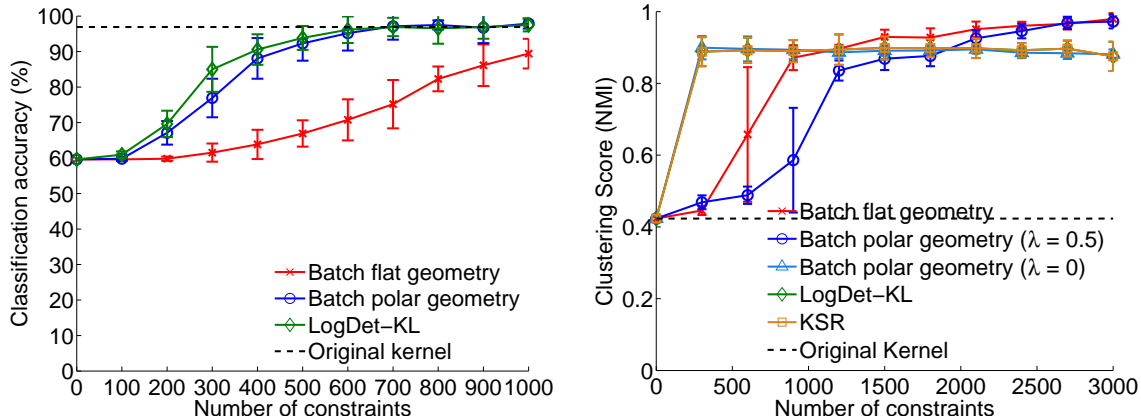 100
90
80
70
60
50
40
30
20
10
0
Classification accuracy (%)
Batch flat geometry
Batch polar geometry
LogDet−KL
Original kernel
0 100 200 300 400 500 600 700 800 900 1000
Number of constraints
1
0.8
0.6
0.4
0.2
0
Clustering Score (NMI)
Batch flat geometry
Batch polar geometry (λ = 0.5)
Batch polar geometry (λ = 0)
LogDet−KL
KSR
Original Kernel
0 500 1000 1500 2000 2500 3000
Number of constraints